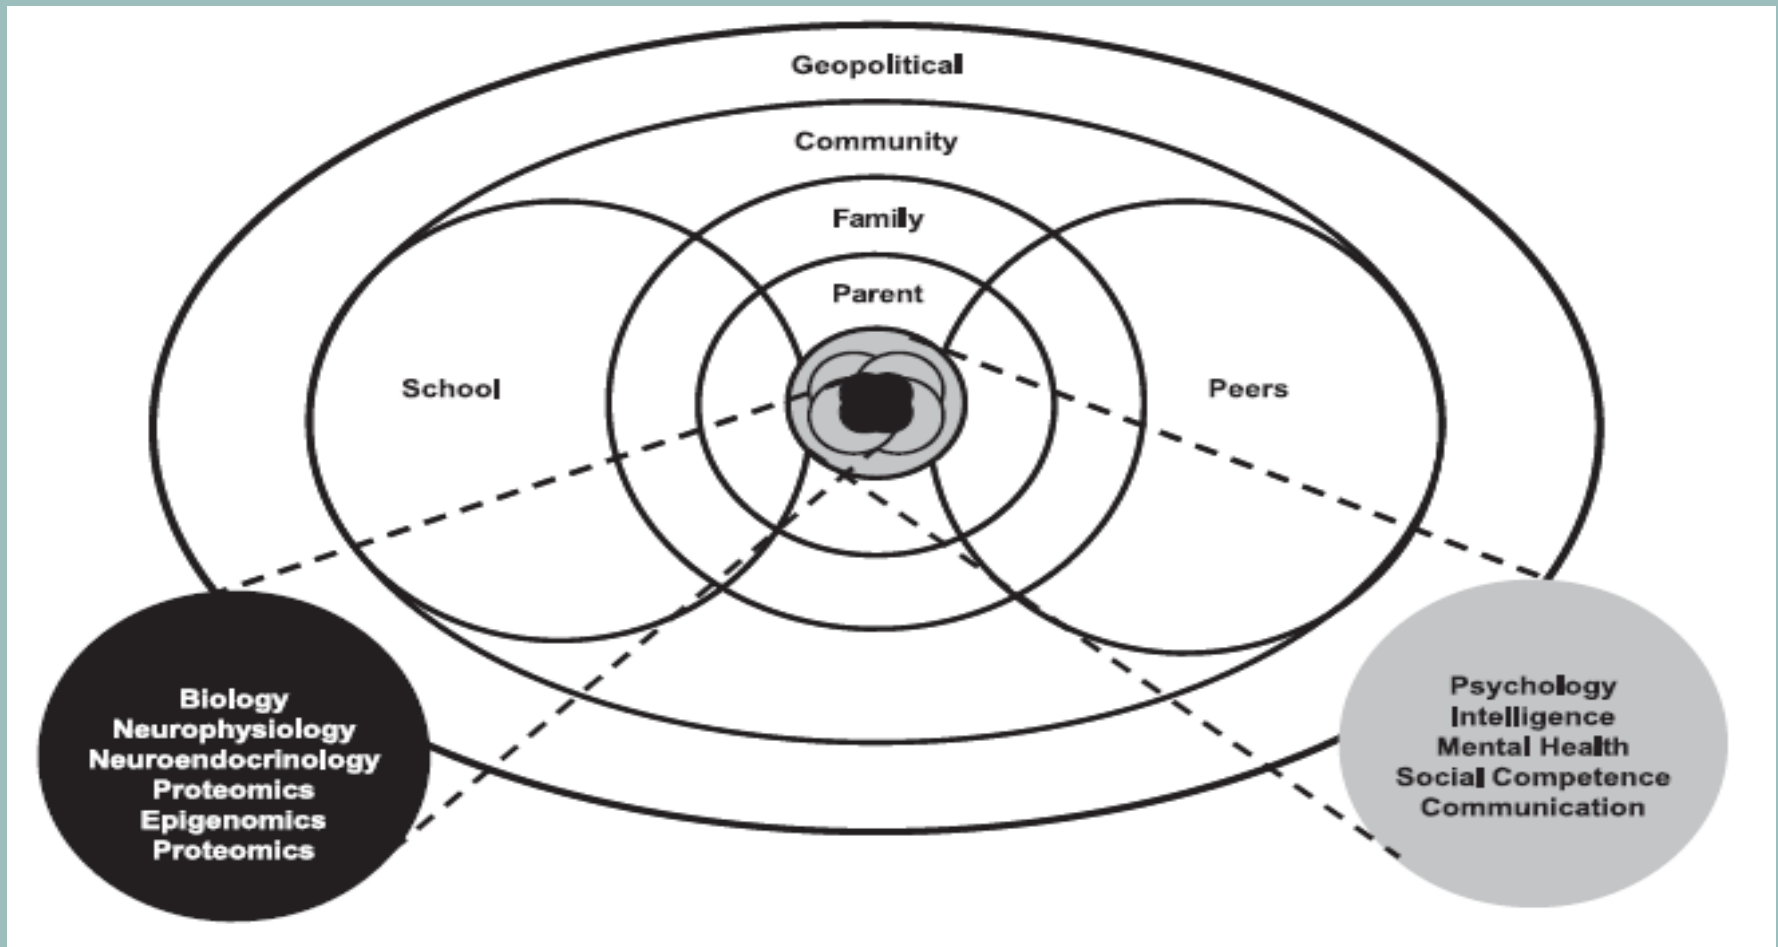 Geopolitical
Community
Family
Parent
School
Peers
Biology
Neurophysiology
Neuroendocrinology
Proteomics
Epigenomics
Proteomics
Psychology
Intelligence
Mental Health
Social Competence
Communication